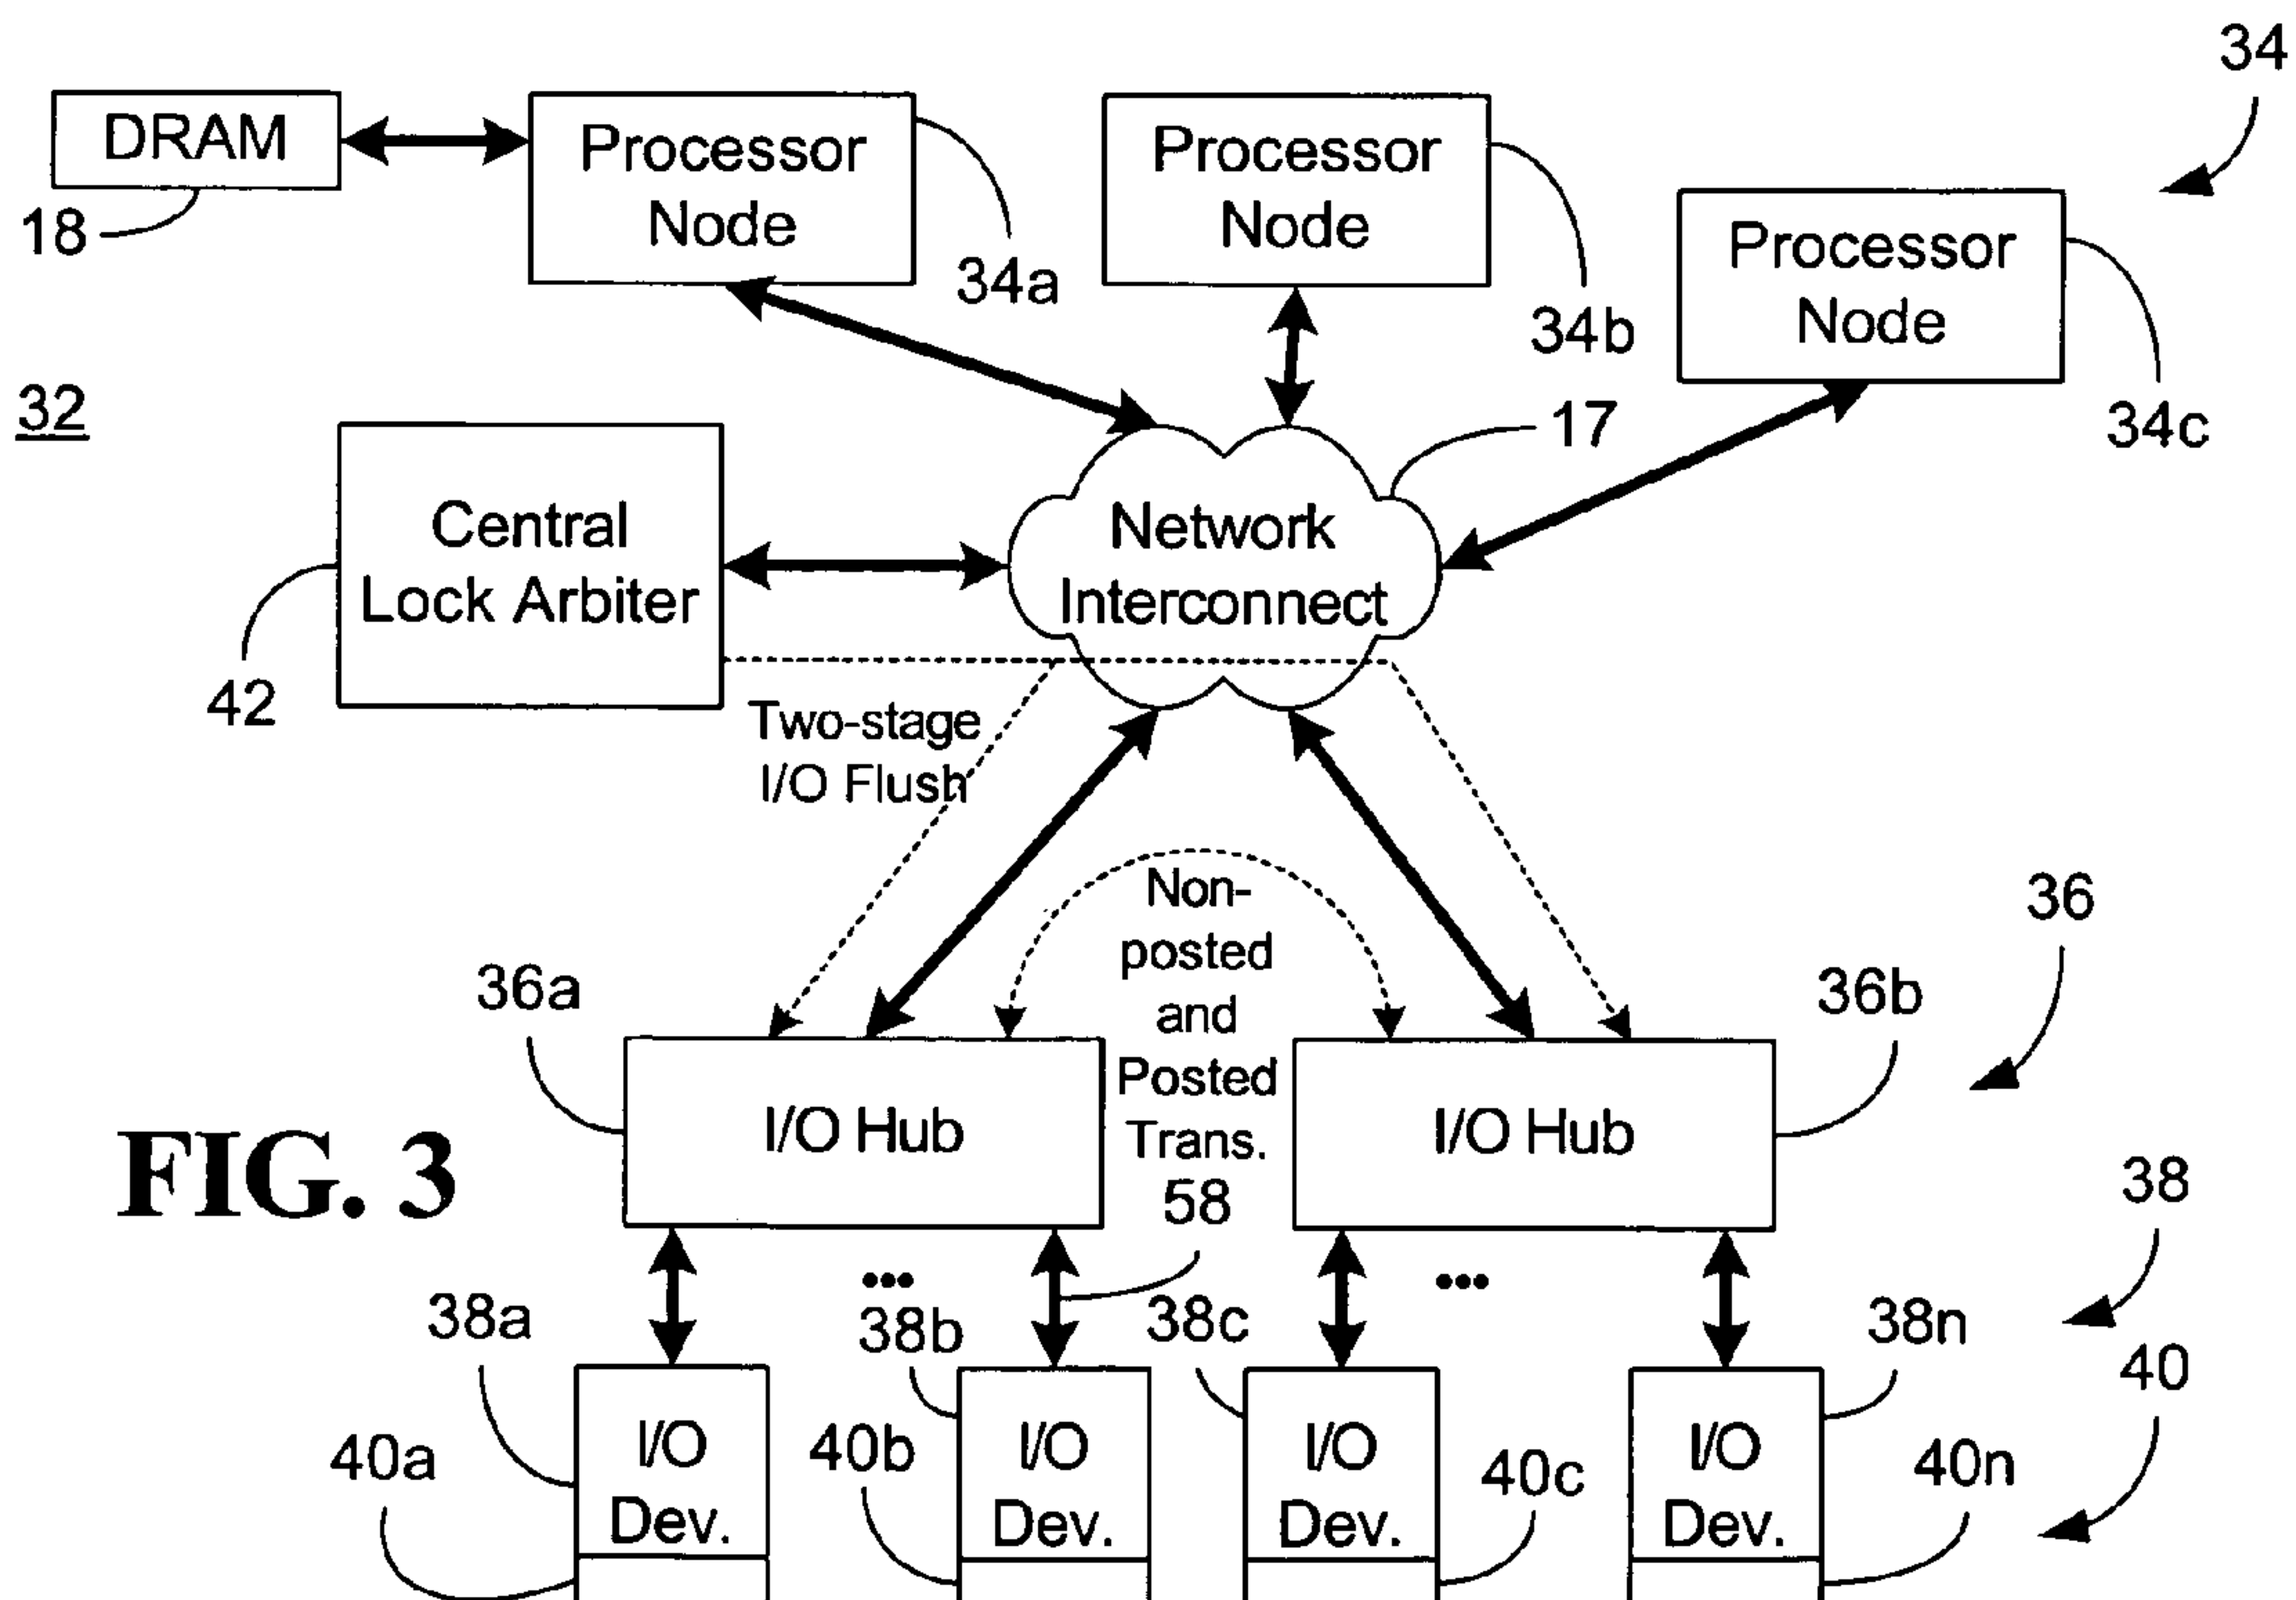 34
DRAM
Processor
Node
Processor
Node
Processor
Node
18
34a
34b
34c
32
17
Central
Lock Arbiter
Network
Interconnect
42
Two-stage
I/O Flush
Non-
posted
and
Posted
Trans.
58
36
36a
36b
I/O Hub
I/O Hub
FIG. 3
38
38a
38b
38c
38n
40
40a
I/O
Dev.
40b
I/O
Dev.
I/O
Dev.
40c
I/O
Dev.
40n